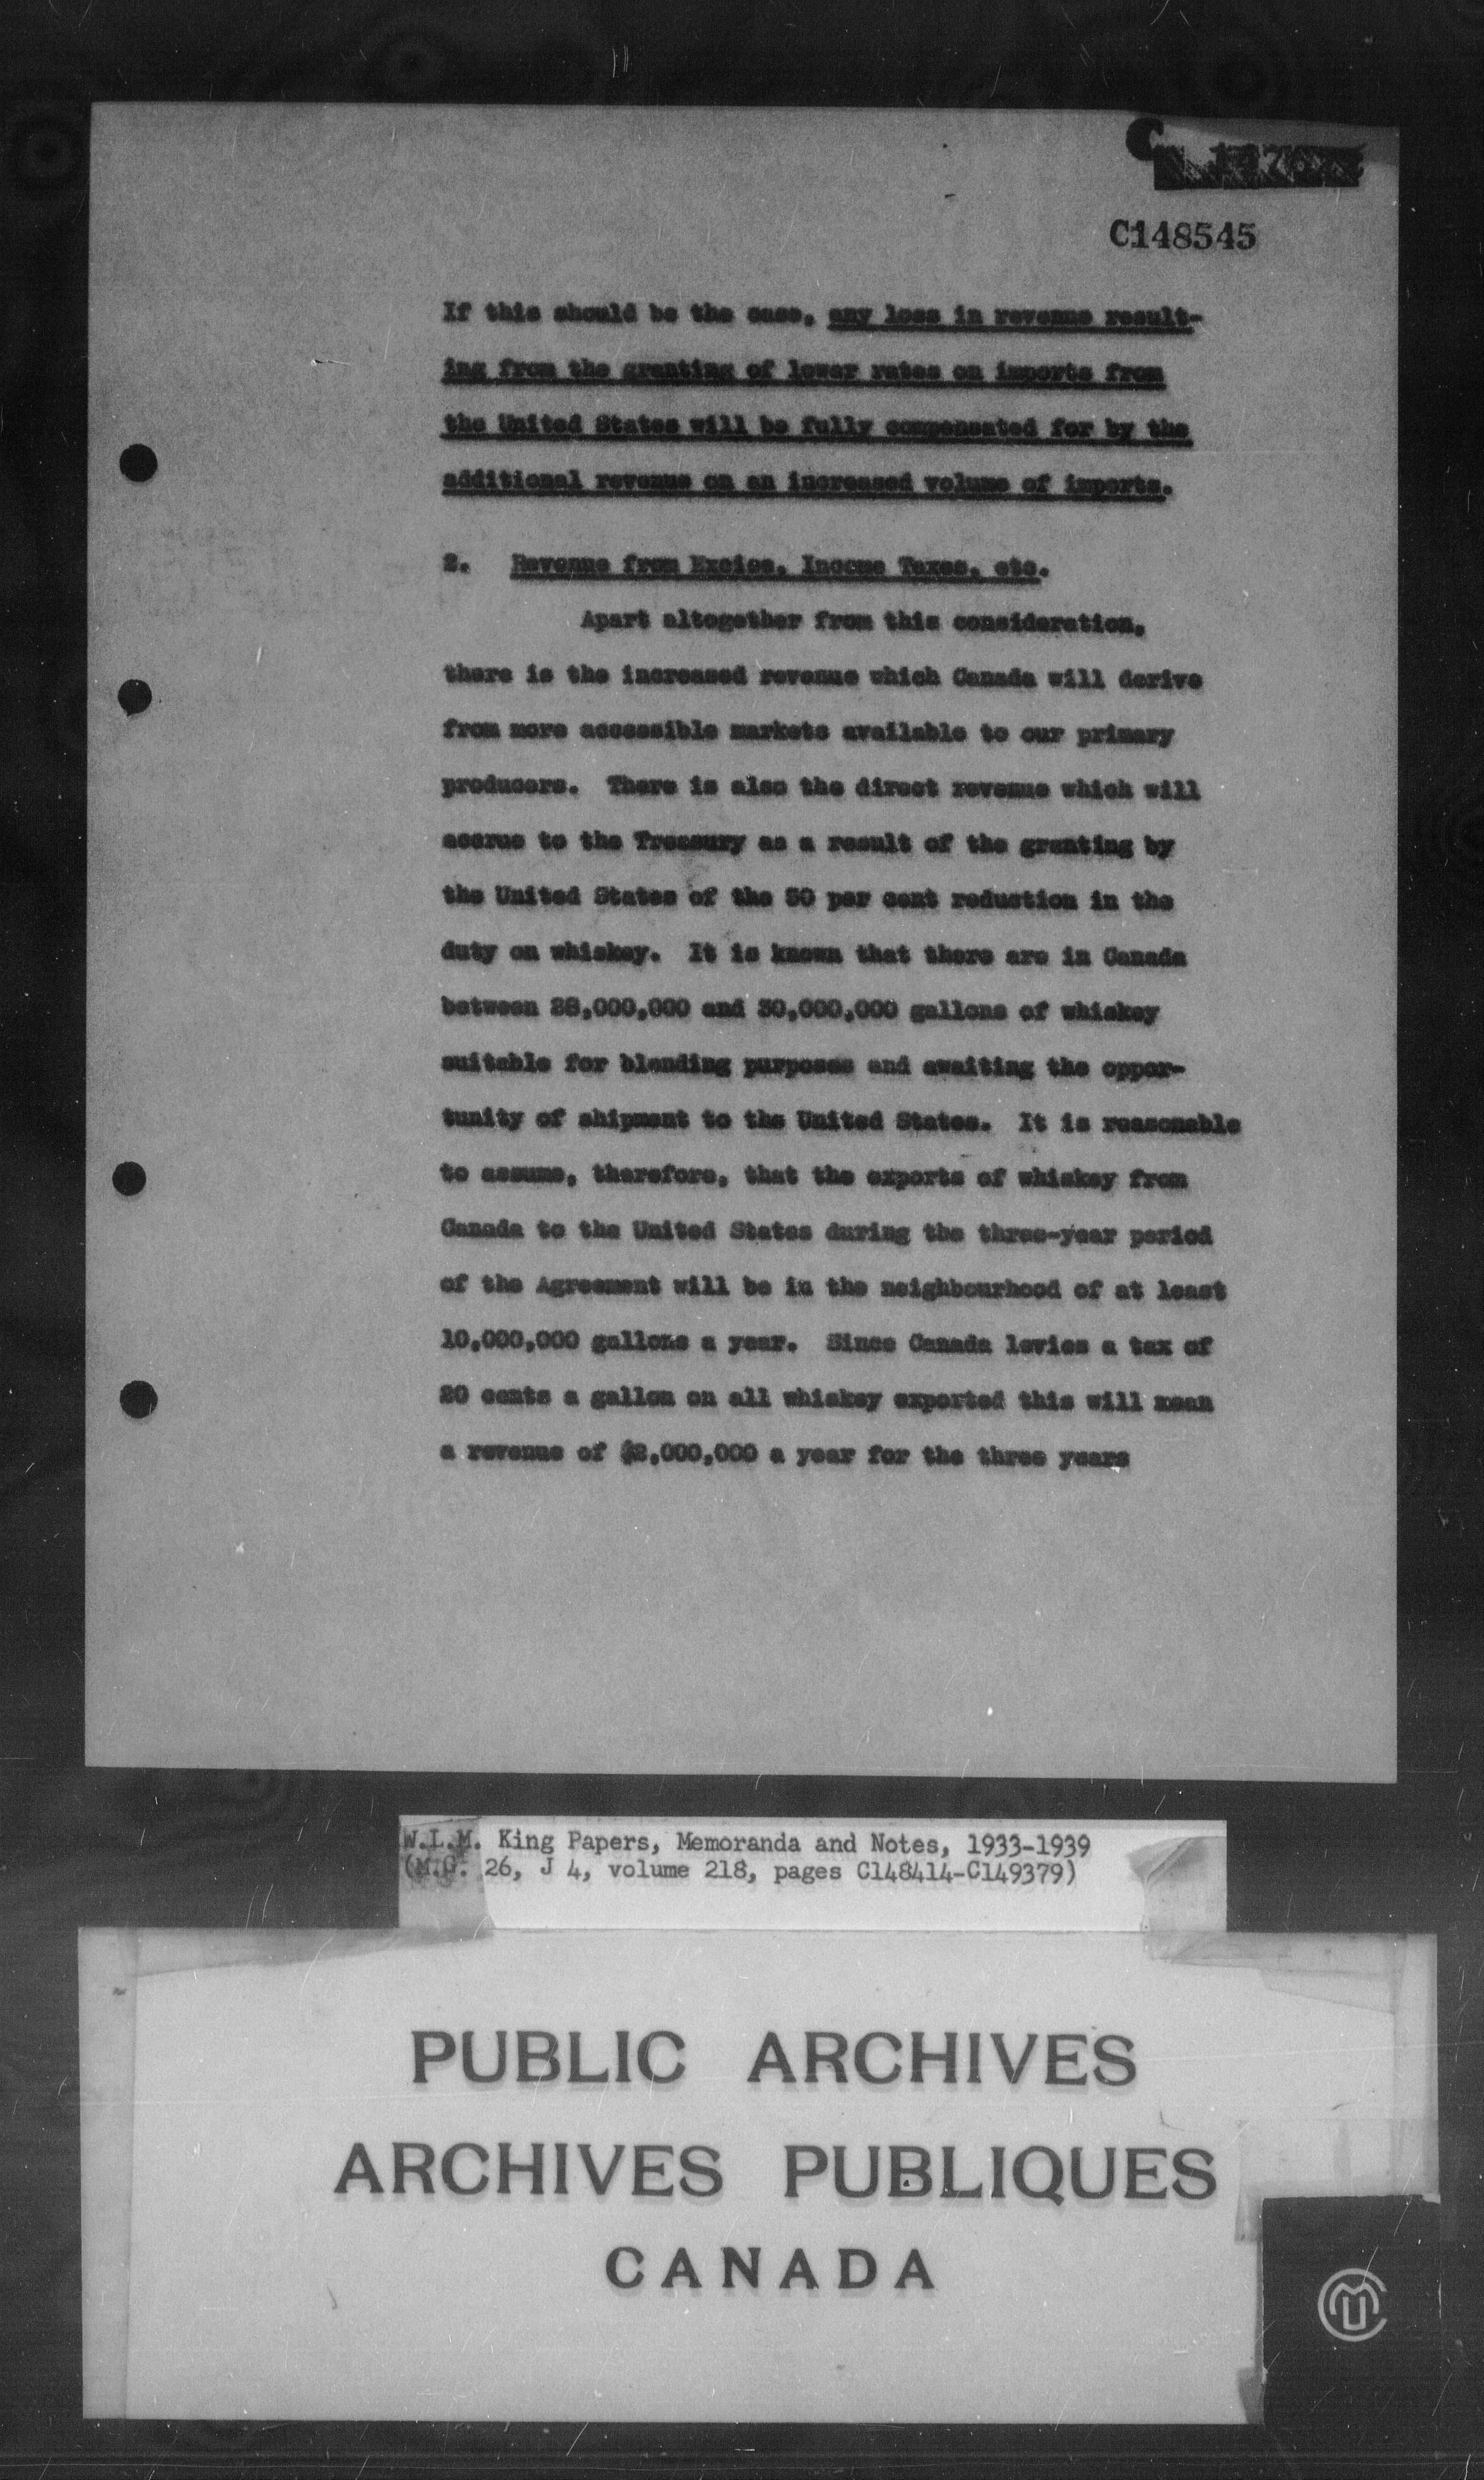 C148545
If this should be the case, any loss in revenue result-
ing from the granting of lower rates on imports from
the United States will be fully compensated for by the
additional revenue on an increased volume of imports.
2. Revenue from Excise, Income Taxes, etc.
Apart altogether from this consideration,
there is the increased revenue which Canada will derive
from more accessible markets available to our primary
producers. There is also the direct revenue which will
accrue to the Treasury as a result of the granting by
the United States of the 50 per cent reduction in the
duty on whiskey. It is known that there are in Canada
between 28,000,000 and 30,000,000 gallons of whiskey
suitable for blending purposes and awaiting the oppor-
tunity of shipment to the United States. It is reasonable
to assume, therefore, that the exports of whiskey from
Canada to the United States during the three-year period
of the Agreement will be in the neighbourhood of at least
10,000,000 gallons a year. Since Canada levies a tax of
20 cents a gallon on all whiskey exported this will mean
a revenue of $2,000,000 a year for the three years
W.L.M. King Papers, Memoranda and Notes, 1933-1939
(M.G. 26, J 4, volume 218, pages C148414-C149379)
PUBLIC ARCHIVES
ARCHIVES PUBLIQUES
CANADA